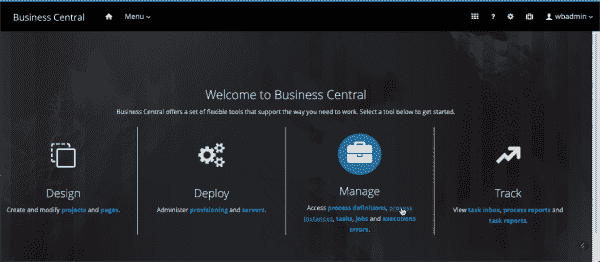 Business Central Menu ? wbadmin
Welcome to Business Central
Business Central offers a set of flexible tools that support the way you need to work. Select a tool below to get started.
Design
Create and modify projects and pages.
Deploy
Administer provisioning and servers.
Manage
Access process definitions, process
instances, tasks, jobs and execution
errors.
Track
View task inbox, process reports and
task reports.